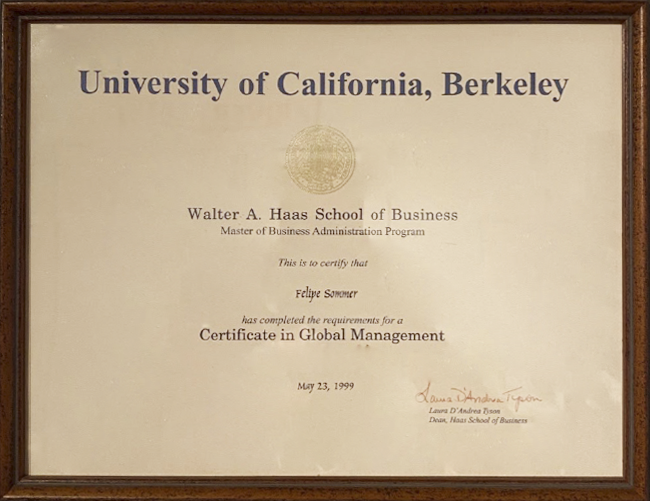 University of California, Berkeley
Walter A. Haas School of Business
Master of Business Administration Program
This is to certify that
Felipe Sommer
has completed the requirements for a
Certificate in Global Management
May 23, 1999
Laura D'Andrea Tyson
Laura D'Andrea Tyson
Dean, Haas School of Business